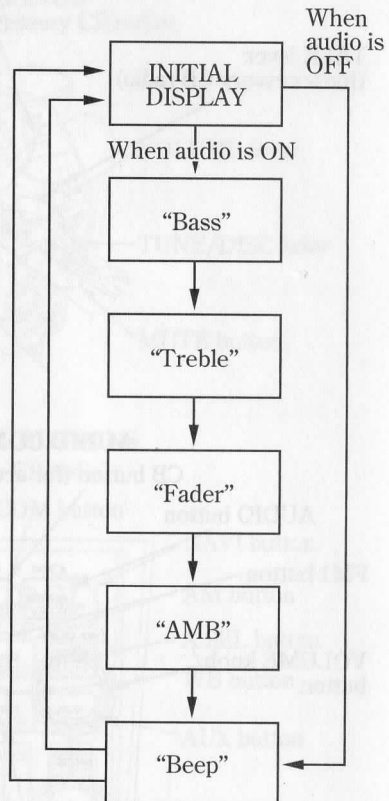 When
audio is
OFF
INITIAL
DISPLAY
When audio is ON
“Bass”
“Treble”
“Fader”
“AMB”
“Beep”